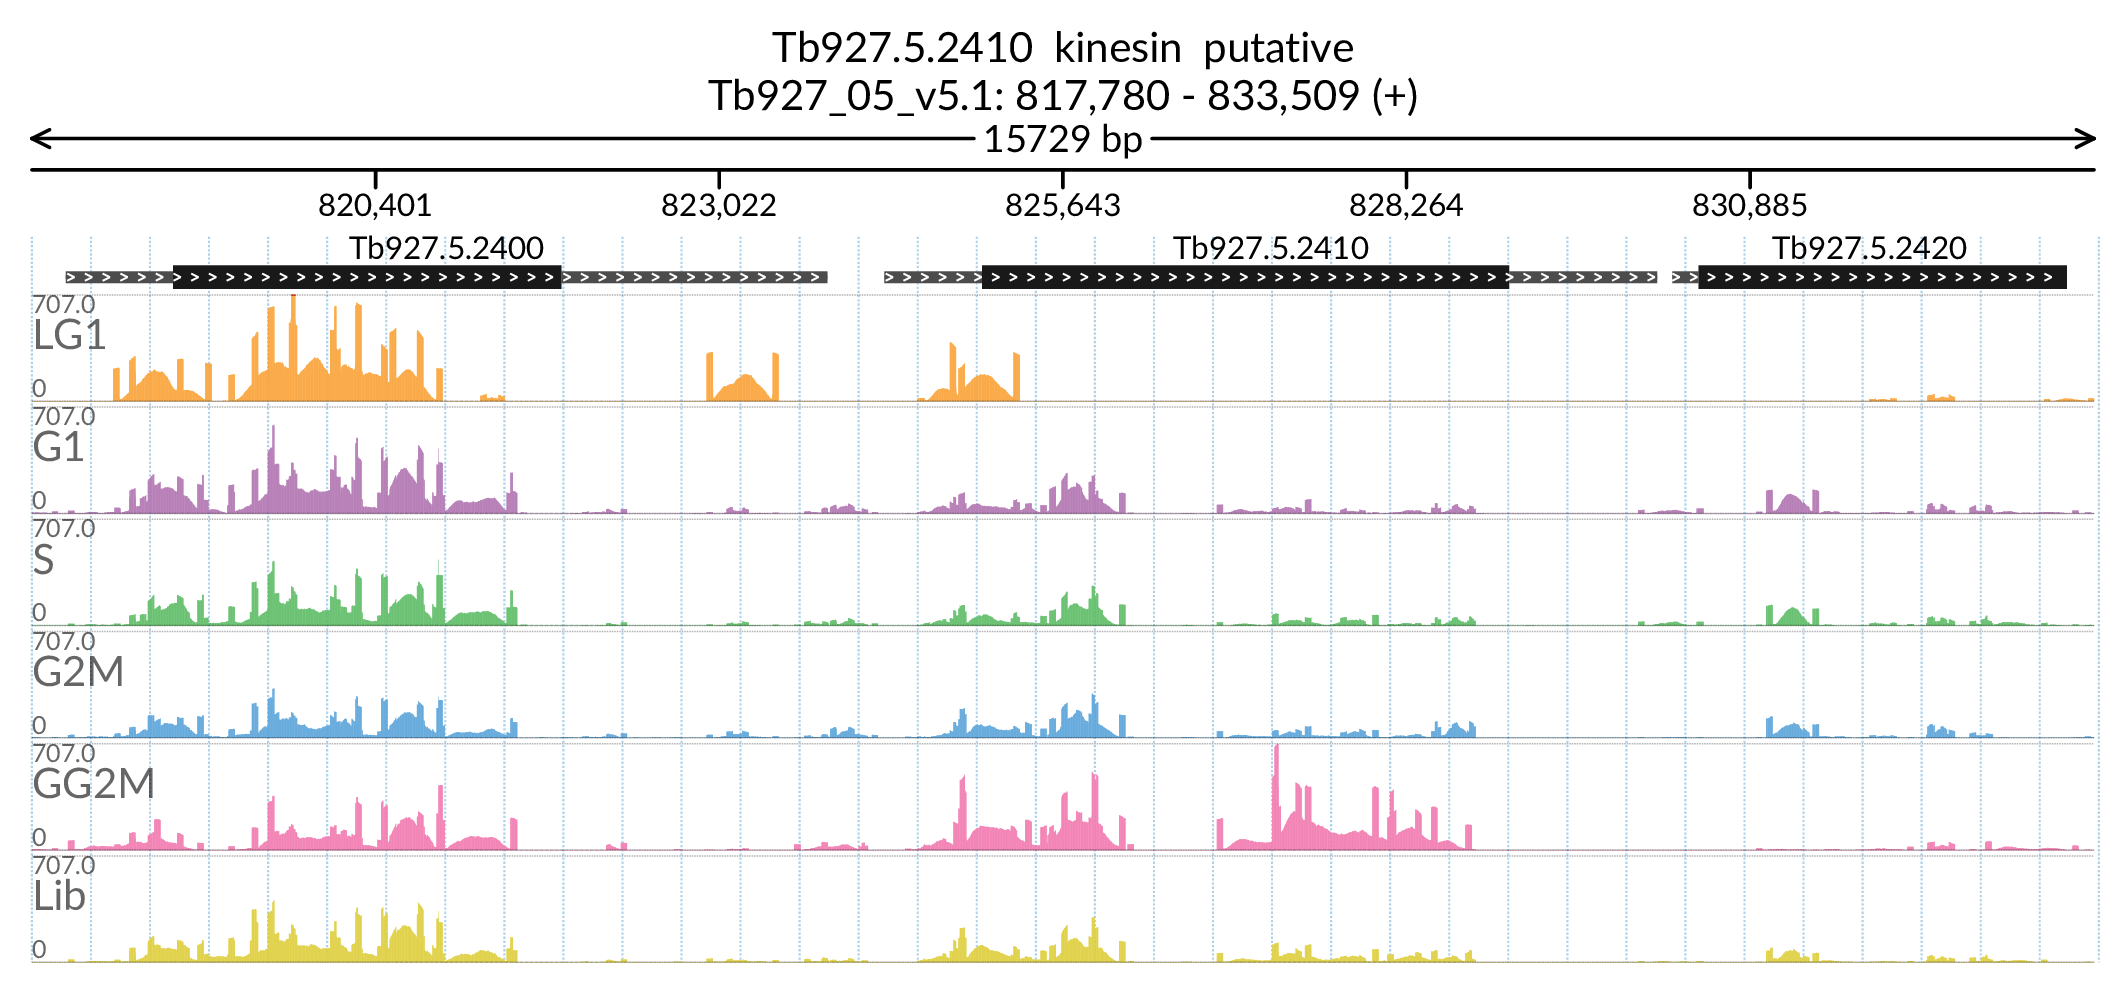 Tb927.5.2410 kinesin putative
Tb927_05_v5.1: 817,780 - 833,509 (+)
15729 bp
820,401 823,022 825,643 828,264 830,885
Tb927.5.2400 Tb927.5.2410 Tb927.5.2420
707.0
LG1
0
707.0
G1
0
707.0
S
0
707.0
G2M
0
707.0
GG2M
0
707.0
Lib
0